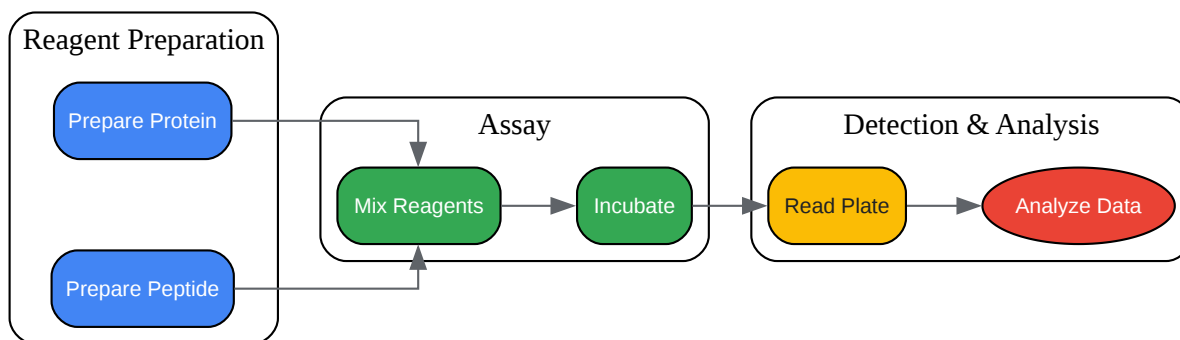 Reagent Preparation
Prepare Protein
Prepare Peptide
Assay
Mix Reagents
Incubate
Detection & Analysis
Read Plate
Analyze Data